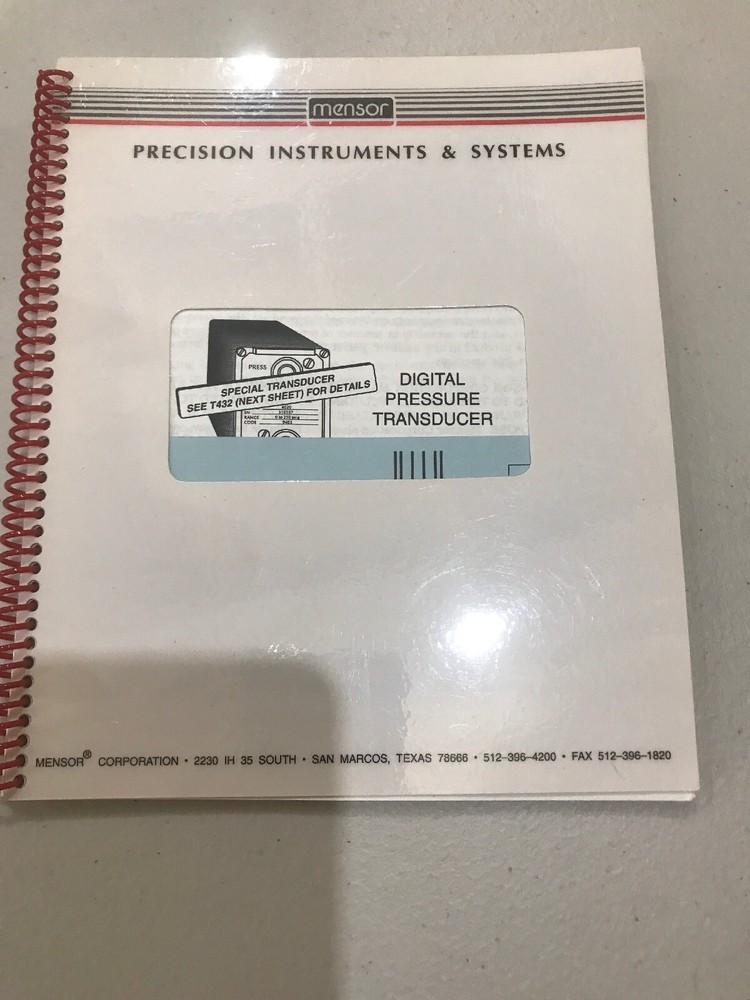 mensor
PRECISION INSTRUMENTS & SYSTEMS
PRESS
SPECIAL TRANSDUCER
SEE T432 (NEXT SHEET) FOR DETAILS
RANGE
CODE
DIGITAL
PRESSURE
TRANSDUCER
MENSOR® CORPORATION • 2230 IH 35 SOUTH • SAN MARCOS, TEXAS 78666 • 512–396–4200 • FAX 512–396–1820